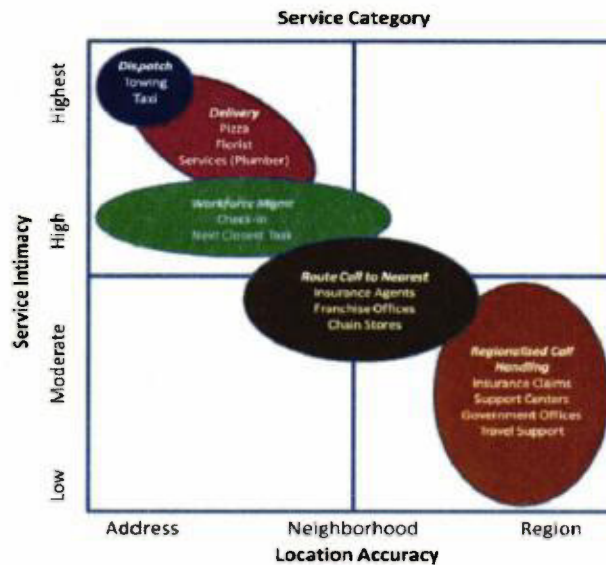 Service Category
Highest
High
Moderate
Low
Service Intimacy
Dispatch
Towing
Taxi
Delivery
Pizza
Florist
Services (Plumber)
Workforce Mgmt
Check-in
Next Closest Task
Route Call to Nearest
Insurance Agents
Franchise Offices
Chain Stores
Regionalized Call
Handling
Insurance Claims
Support Centers
Government Offices
Travel Support
Address
Neighborhood
Region
Location Accuracy